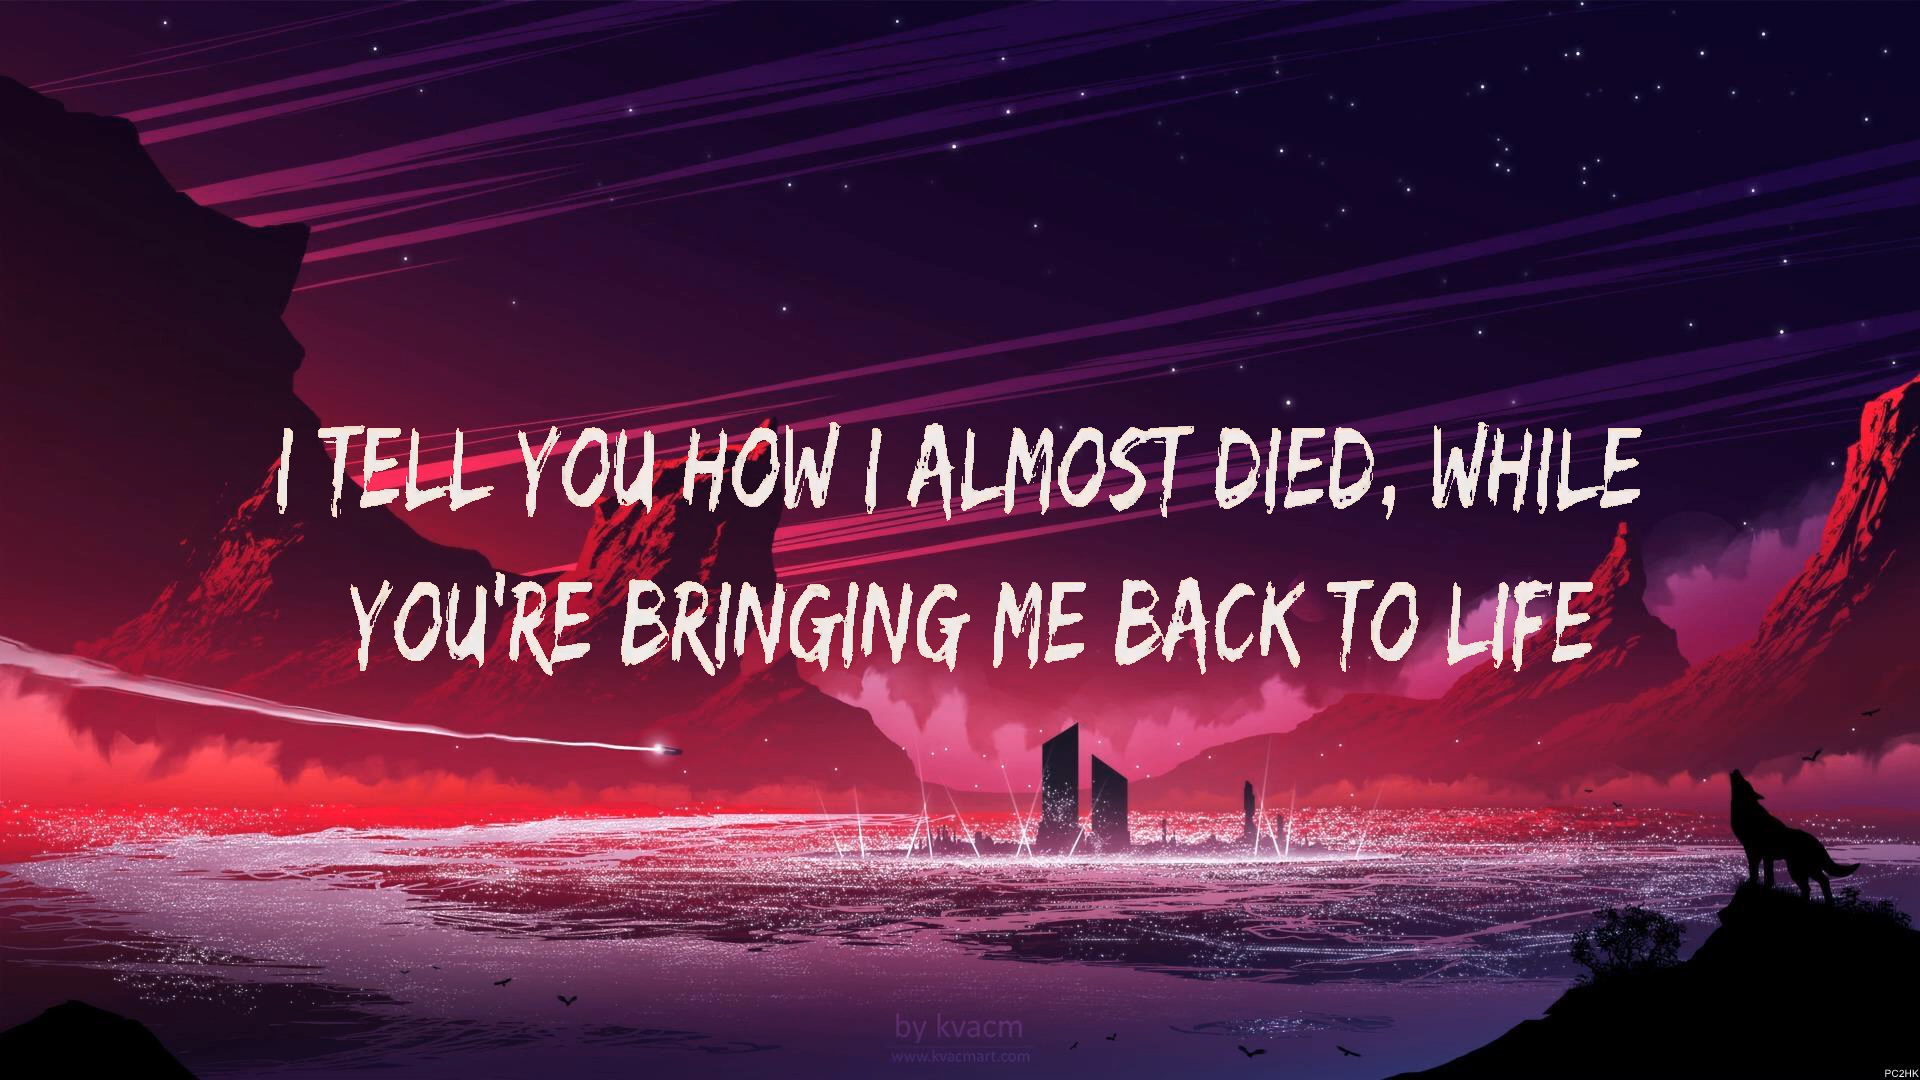 I TELL YOU HOW I ALMOST DIED, WHILE
YOU'RE BRINGING ME BACK TO LIFE
by kvacm
www.kvacmart.com
PC2HK